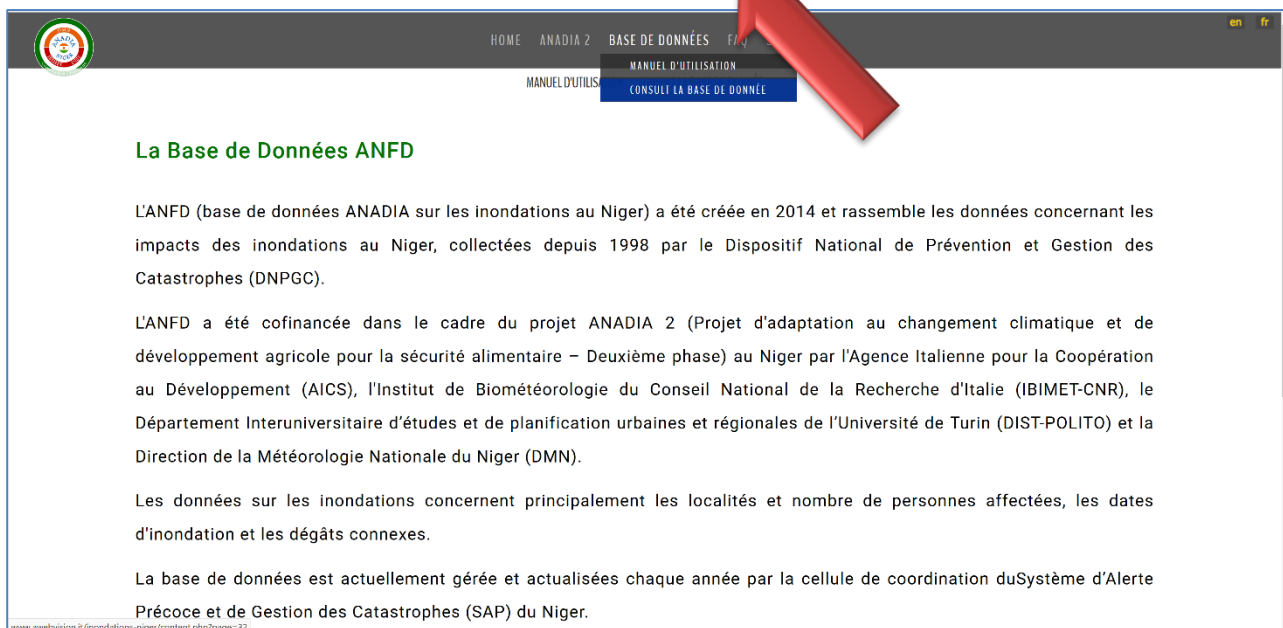 en fr
HOME ANADIA 2 BASE DE DONNÉES FAQ
MANUEL D'UTILISATION
MANUEL D'UTILIS
CONSULT LA BASE DE DONNÉE
La Base de Données ANFD
L'ANFD (base de données ANADIA sur les inondations au Niger) a été créée en 2014 et rassemble les données concernant les
impacts des inondations au Niger, collectées depuis 1998 par le Dispositif National de Prévention et Gestion des
Catastrophes (DNPGC).
L'ANFD a été cofinancée dans le cadre du projet ANADIA 2 (Projet d'adaptation au changement climatique et de
développement agricole pour la sécurité alimentaire – Deuxième phase) au Niger par l'Agence Italienne pour la Coopération
au Développement (AICS), l'Institut de Biométéorologie du Conseil National de la Recherche d'Italie (IBIMET-CNR), le
Département Interuniversitaire d’études et de planification urbaines et régionales de l’Université de Turin (DIST-POLITO) et la
Direction de la Météorologie Nationale du Niger (DMN).
Les données sur les inondations concernent principalement les localités et nombre de personnes affectées, les dates
d'inondation et les dégâts connexes.
La base de données est actuellement gérée et actualisées chaque année par la cellule de coordination duSystème d’Alerte
Précoce et de Gestion des Catastrophes (SAP) du Niger.